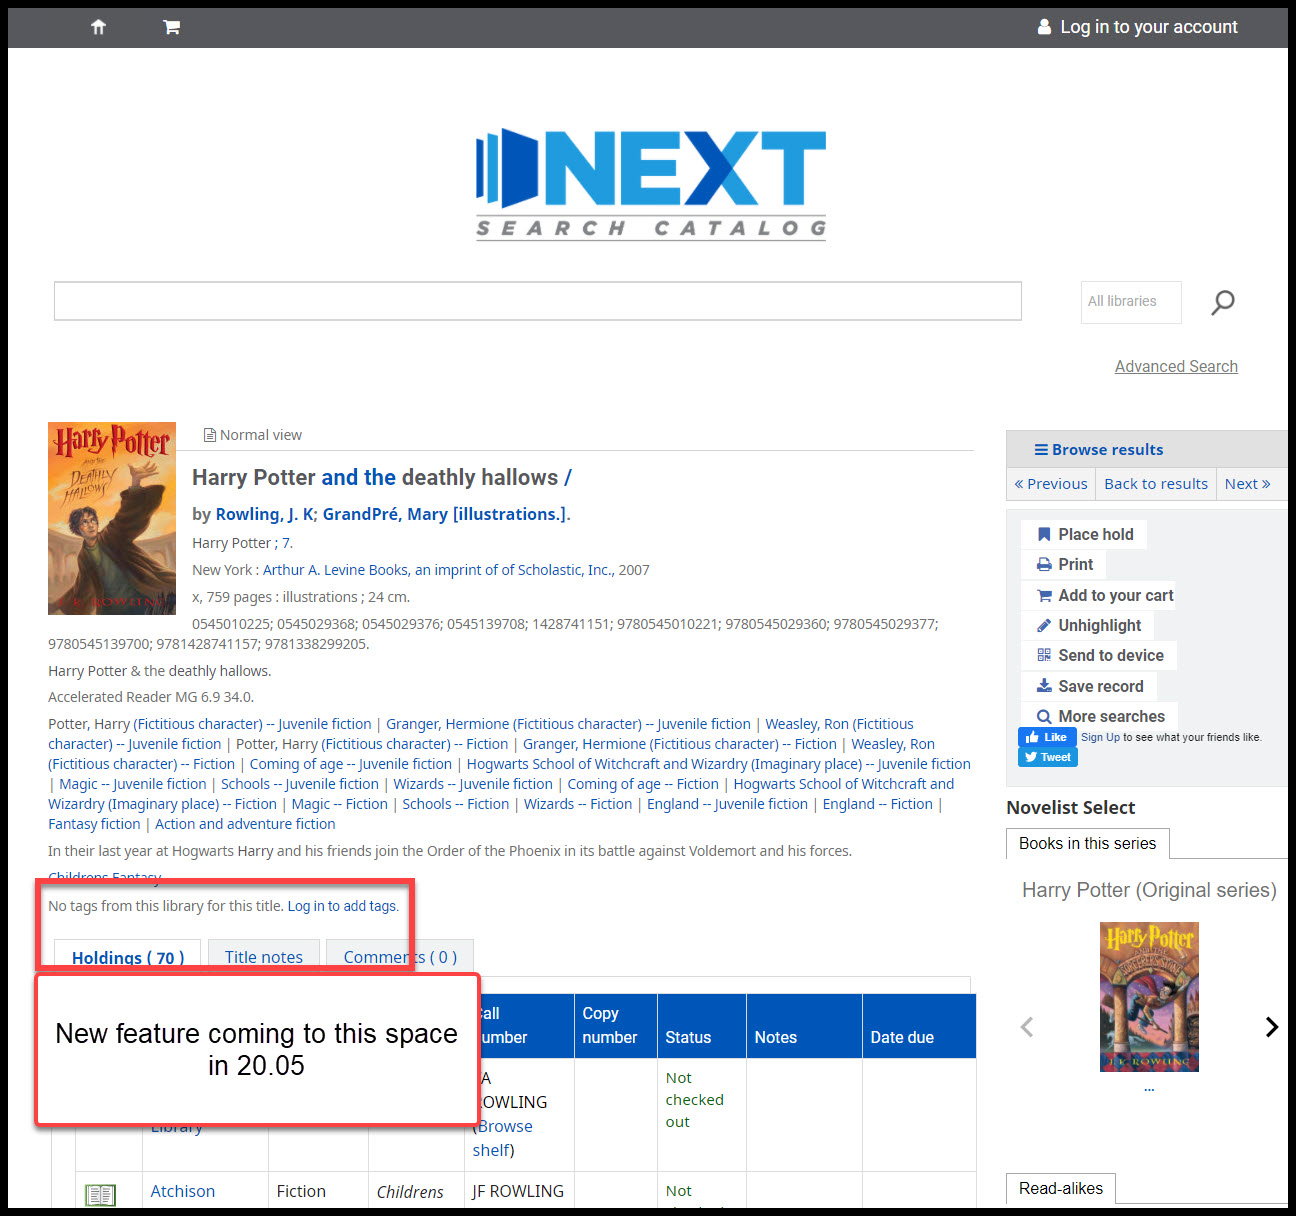 Log in to your account
NEXT
SEARCH CATALOG
All libraries
Advanced Search
Harry Potter
AND THE
DEATHLY
HALLOWS
J. K. ROWLING
Normal view
Harry Potter and the deathly hallows /
by Rowling, J. K; GrandPré, Mary [illustrations.].
Harry Potter ; 7.
New York : Arthur A. Levine Books, an imprint of of Scholastic, Inc., 2007
x, 759 pages : illustrations ; 24 cm.
0545010225; 0545029368; 0545029376; 0545139708; 1428741151; 9780545010221; 9780545029360; 9780545029377;
9780545139700; 9781428741157; 9781338299205.
Harry Potter & the deathly hallows.
Accelerated Reader MG 6.9 34.0.
Potter, Harry (Fictitious character) -- Juvenile fiction | Granger, Hermione (Fictitious character) -- Juvenile fiction | Weasley, Ron (Fictitious
character) -- Juvenile fiction | Potter, Harry (Fictitious character) -- Fiction | Granger, Hermione (Fictitious character) -- Fiction | Weasley, Ron
(Fictitious character) -- Fiction | Coming of age -- Juvenile fiction | Hogwarts School of Witchcraft and Wizardry (Imaginary place) -- Juvenile fiction
| Magic -- Juvenile fiction | Schools -- Juvenile fiction | Wizards -- Juvenile fiction | Coming of age -- Fiction | Hogwarts School of Witchcraft and
Wizardry (Imaginary place) -- Fiction | Magic -- Fiction | Schools -- Fiction | Wizards -- Fiction | England -- Juvenile fiction | England -- Fiction |
Fantasy fiction | Action and adventure fiction
In their last year at Hogwarts Harry and his friends join the Order of the Phoenix in its battle against Voldemort and his forces.
Childrens Fantasy
No tags from this library for this title. Log in to add tags.
Holdings ( 70 )
Title notes
Comments ( 0 )
New feature coming to this space
in 20.05
Call
number
Copy
number
Status
Notes
Date due
Library
ROWLING
(Browse
shelf)
Not
checked
out
Atchison
Fiction
Childrens
JF ROWLING
Not
Browse results
« Previous
Back to results
Next »
Place hold
Print
Add to your cart
Unhighlight
Send to device
Save record
More searches
Like
Sign Up to see what your friends like.
Tweet
Novelist Select
Books in this series
Harry Potter (Original series)
Harry Potter
J. K. ROWLING
...
Read-alikes